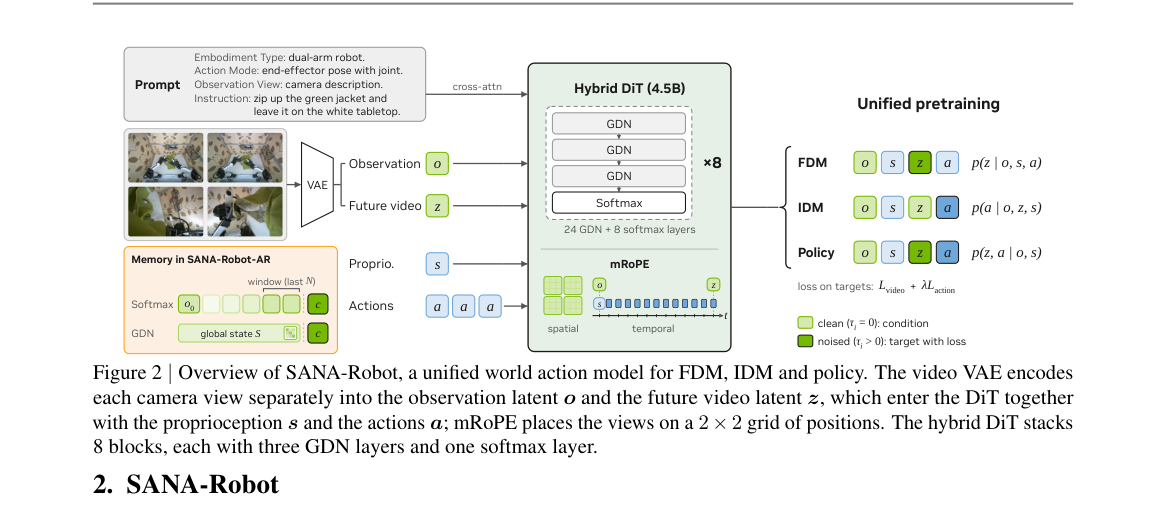 Prompt
Embodiment Type: dual-arm robot.
Action Mode: end-effector pose with joint.
Observation View: camera description.
Instruction: zip up the green jacket and
leave it on the white tabletop.
cross-attn
VAE
Observation o
Future video z
Memory in SANA-Robot-AR
window (last N)
Softmax o₀ c
GDN global state S c
Proprio. s
Actions a a a
Hybrid DiT (4.5B)
GDN
GDN
GDN
Softmax
×8
24 GDN + 8 softmax layers
mRoPE
o z
s
t
spatial temporal
Unified pretraining
FDM o s z a p(z | o, s, a)
IDM o s z a p(a | o, z, s)
Policy o s z a p(z, a | o, s)
loss on targets: L_video + λL_action
clean (τᵢ = 0): condition
noised (τᵢ > 0): target with loss
Figure 2 | Overview of SANA-Robot, a unified world action model for FDM, IDM and policy. The video VAE encodes
each camera view separately into the observation latent o and the future video latent z, which enter the DiT together
with the proprioception s and the actions a; mRoPE places the views on a 2 × 2 grid of positions. The hybrid DiT stacks
8 blocks, each with three GDN layers and one softmax layer.
2. SANA-Robot